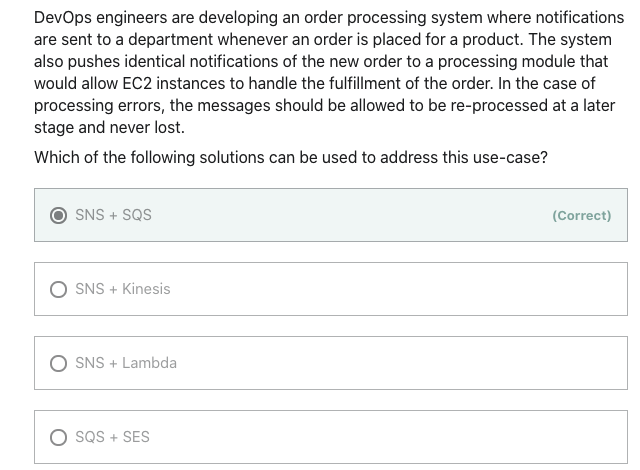 DevOps engineers are developing an order processing system where notifications
are sent to a department whenever an order is placed for a product. The system
also pushes identical notifications of the new order to a processing module that
would allow EC2 instances to handle the fulfillment of the order. In the case of
processing errors, the messages should be allowed to be re-processed at a later
stage and never lost.
Which of the following solutions can be used to address this use-case?
SNS + SQS (Correct)
SNS + Kinesis
SNS + Lambda
SQS + SES